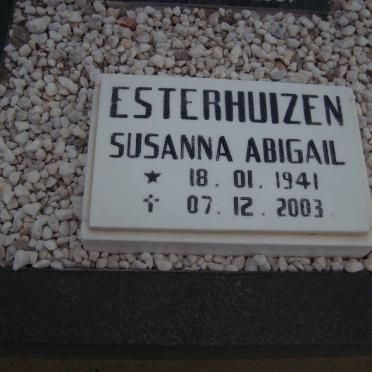 ESTERHUIZEN
SUSANNA ABIGAIL
★ 18. 01. 1941
✝ 07. 12. 2003